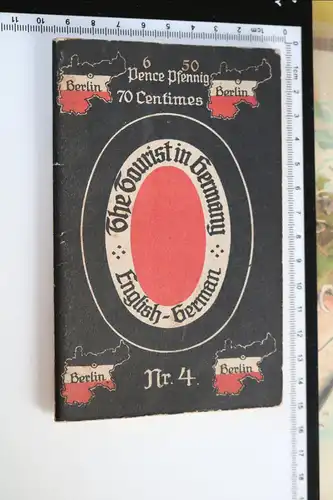 6 50
Pence Pfennig
70 Centimes
Berlin
Berlin
The Tourist in Germany
English-German
Nr. 4.
Berlin
Berlin